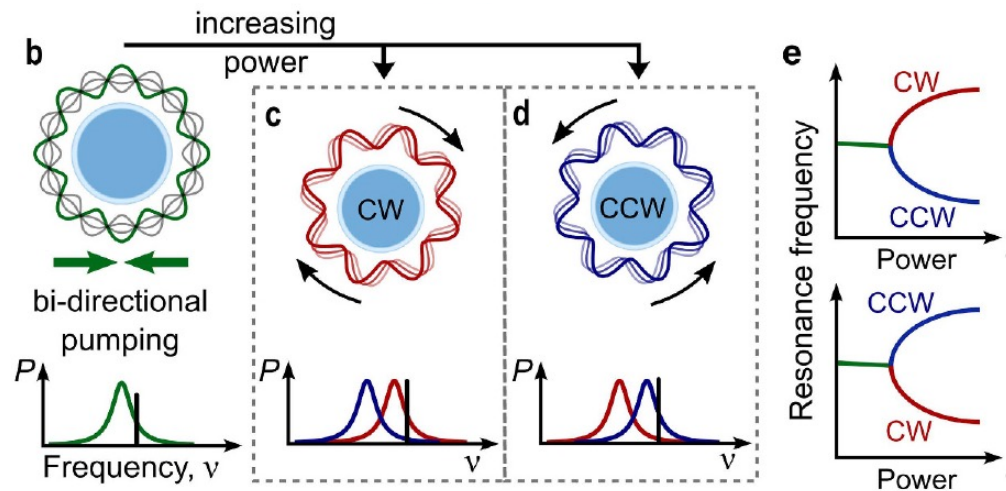 increasing
power
b
bi-directional
pumping
P
Frequency, ν
c
CW
P
ν
d
CCW
P
ν
e
Resonance frequency
CW
CCW
Power
CCW
CW
Power